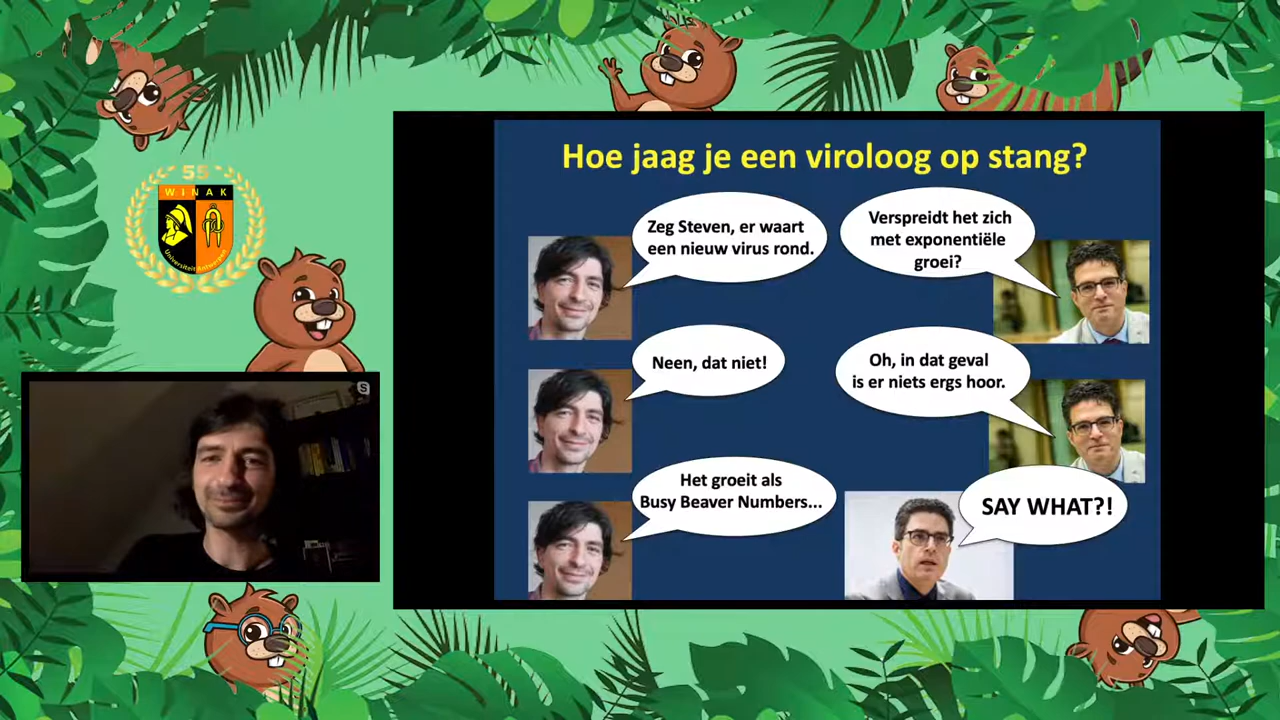 55
WINAK
Universiteit Antwerpen
Hoe jaag je een viroloog op stang?
Zeg Steven, er waart
een nieuw virus rond.
Verspreidt het zich
met exponentiële
groei?
Neen, dat niet!
Oh, in dat geval
is er niets ergs hoor.
Het groeit als
Busy Beaver Numbers...
SAY WHAT?!